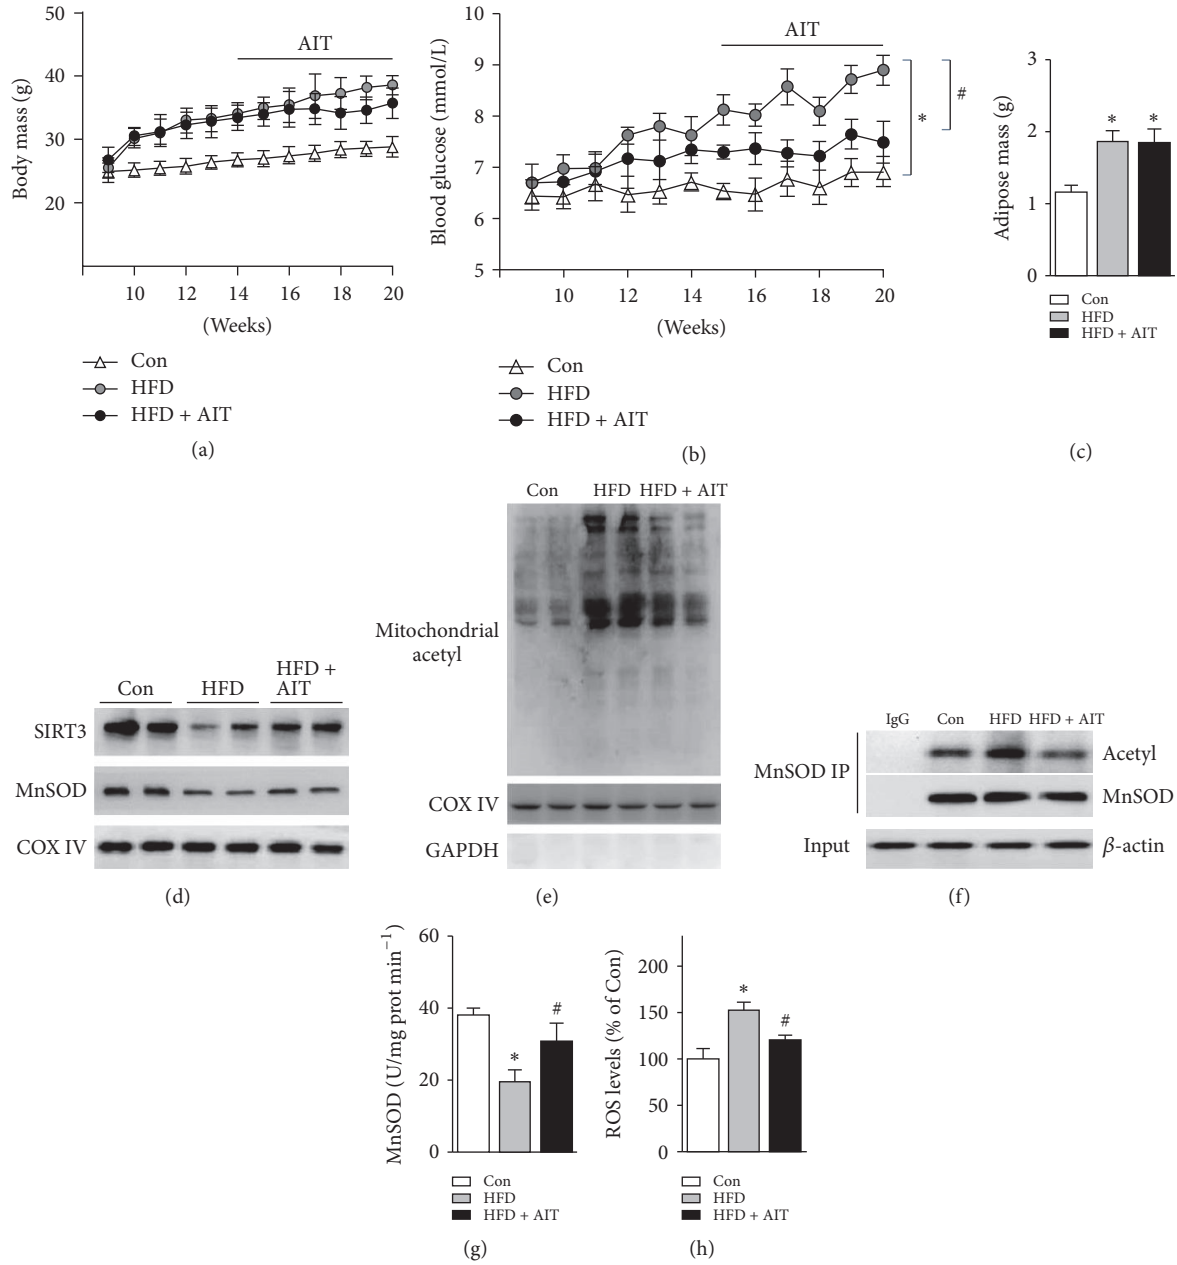 Body mass (g)
50
40
30
20
AIT
10 12 14 16 18 20
(Weeks)
Con
HFD
HFD + AIT
(a)
Blood glucose (mmol/L)
10
9
8
7
6
5
AIT
*
#
10 12 14 16 18 20
(Weeks)
Con
HFD
HFD + AIT
(b)
Adipose mass (g)
3
2
1
0
* *
Con
HFD
HFD + AIT
(c)
Con HFD HFD +
AIT
SIRT3
MnSOD
COX IV
(d)
Con HFD HFD + AIT
Mitochondrial
acetyl
COX IV
GAPDH
(e)
IgG Con HFD HFD + AIT
MnSOD IP
Acetyl
MnSOD
Input β-actin
(f)
MnSOD (U/mg prot min⁻¹)
60
40
20
0
*
#
Con
HFD
HFD + AIT
(g)
ROS levels (% of Con)
200
150
100
50
0
*
#
Con
HFD
HFD + AIT
(h)